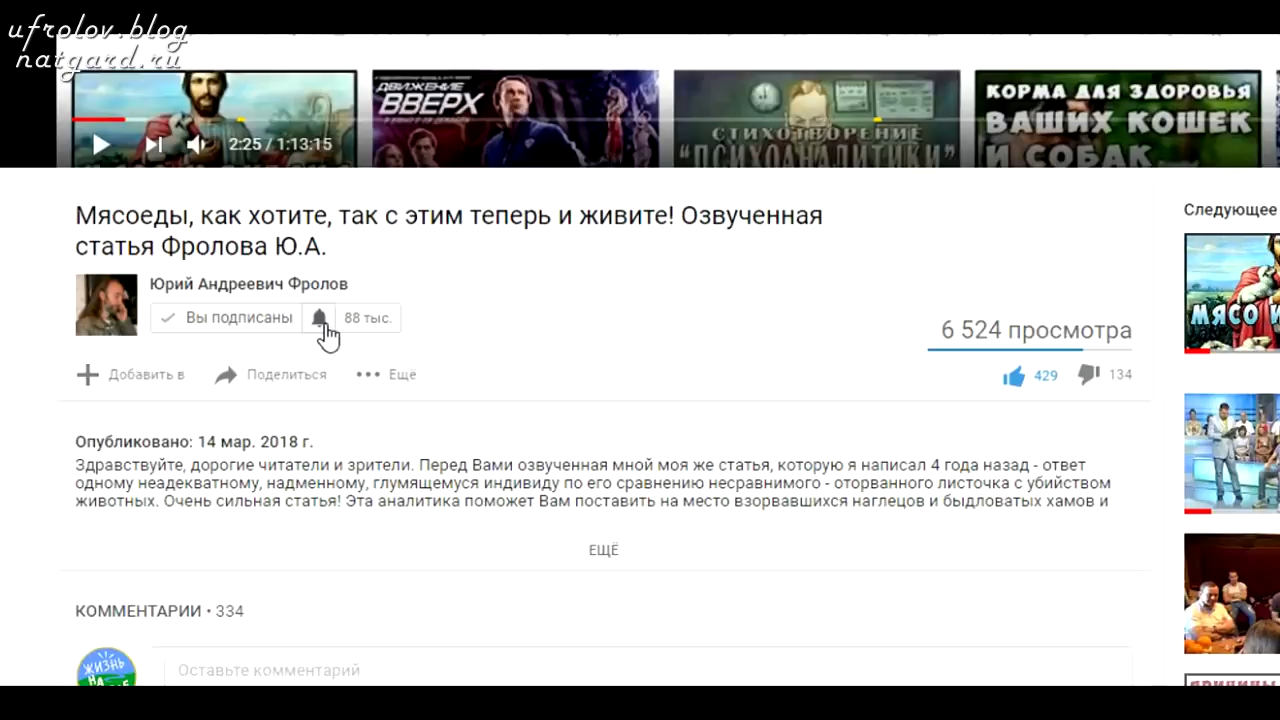 ufrolov.blog
natgard.ru
ДВИЖЕНИЕ
ВВЕРХ
СТИХОТВОРЕНИЕ
"ПСИХОАНАЛИТИКИ"
КОРМА ДЛЯ ЗДОРОВЬЯ
ВАШИХ КОШЕК
И СОБАК
2:25 / 1:13:15
Мясоеды, как хотите, так с этим теперь и живите! Озвученная
статья Фролова Ю.А.
Следующее
Юрий Андреевич Фролов
Вы подписаны 88 тыс.
6 524 просмотра
МЯСО И
Добавить в Поделиться Ещё
429 134
Опубликовано: 14 мар. 2018 г.
Здравствуйте, дорогие читатели и зрители. Перед Вами озвученная мной моя же статья, которую я написал 4 года назад - ответ
одному неадекватному, надменному, глумящемуся индивиду по его сравнению несравнимого - оторванного листочка с убийством
животных. Очень сильная статья! Эта аналитика поможет Вам поставить на место взорвавшихся наглецов и быдловатых хамов и
ЕЩЁ
КОММЕНТАРИИ • 334
ЖИЗНЬ
НА
Оставьте комментарий